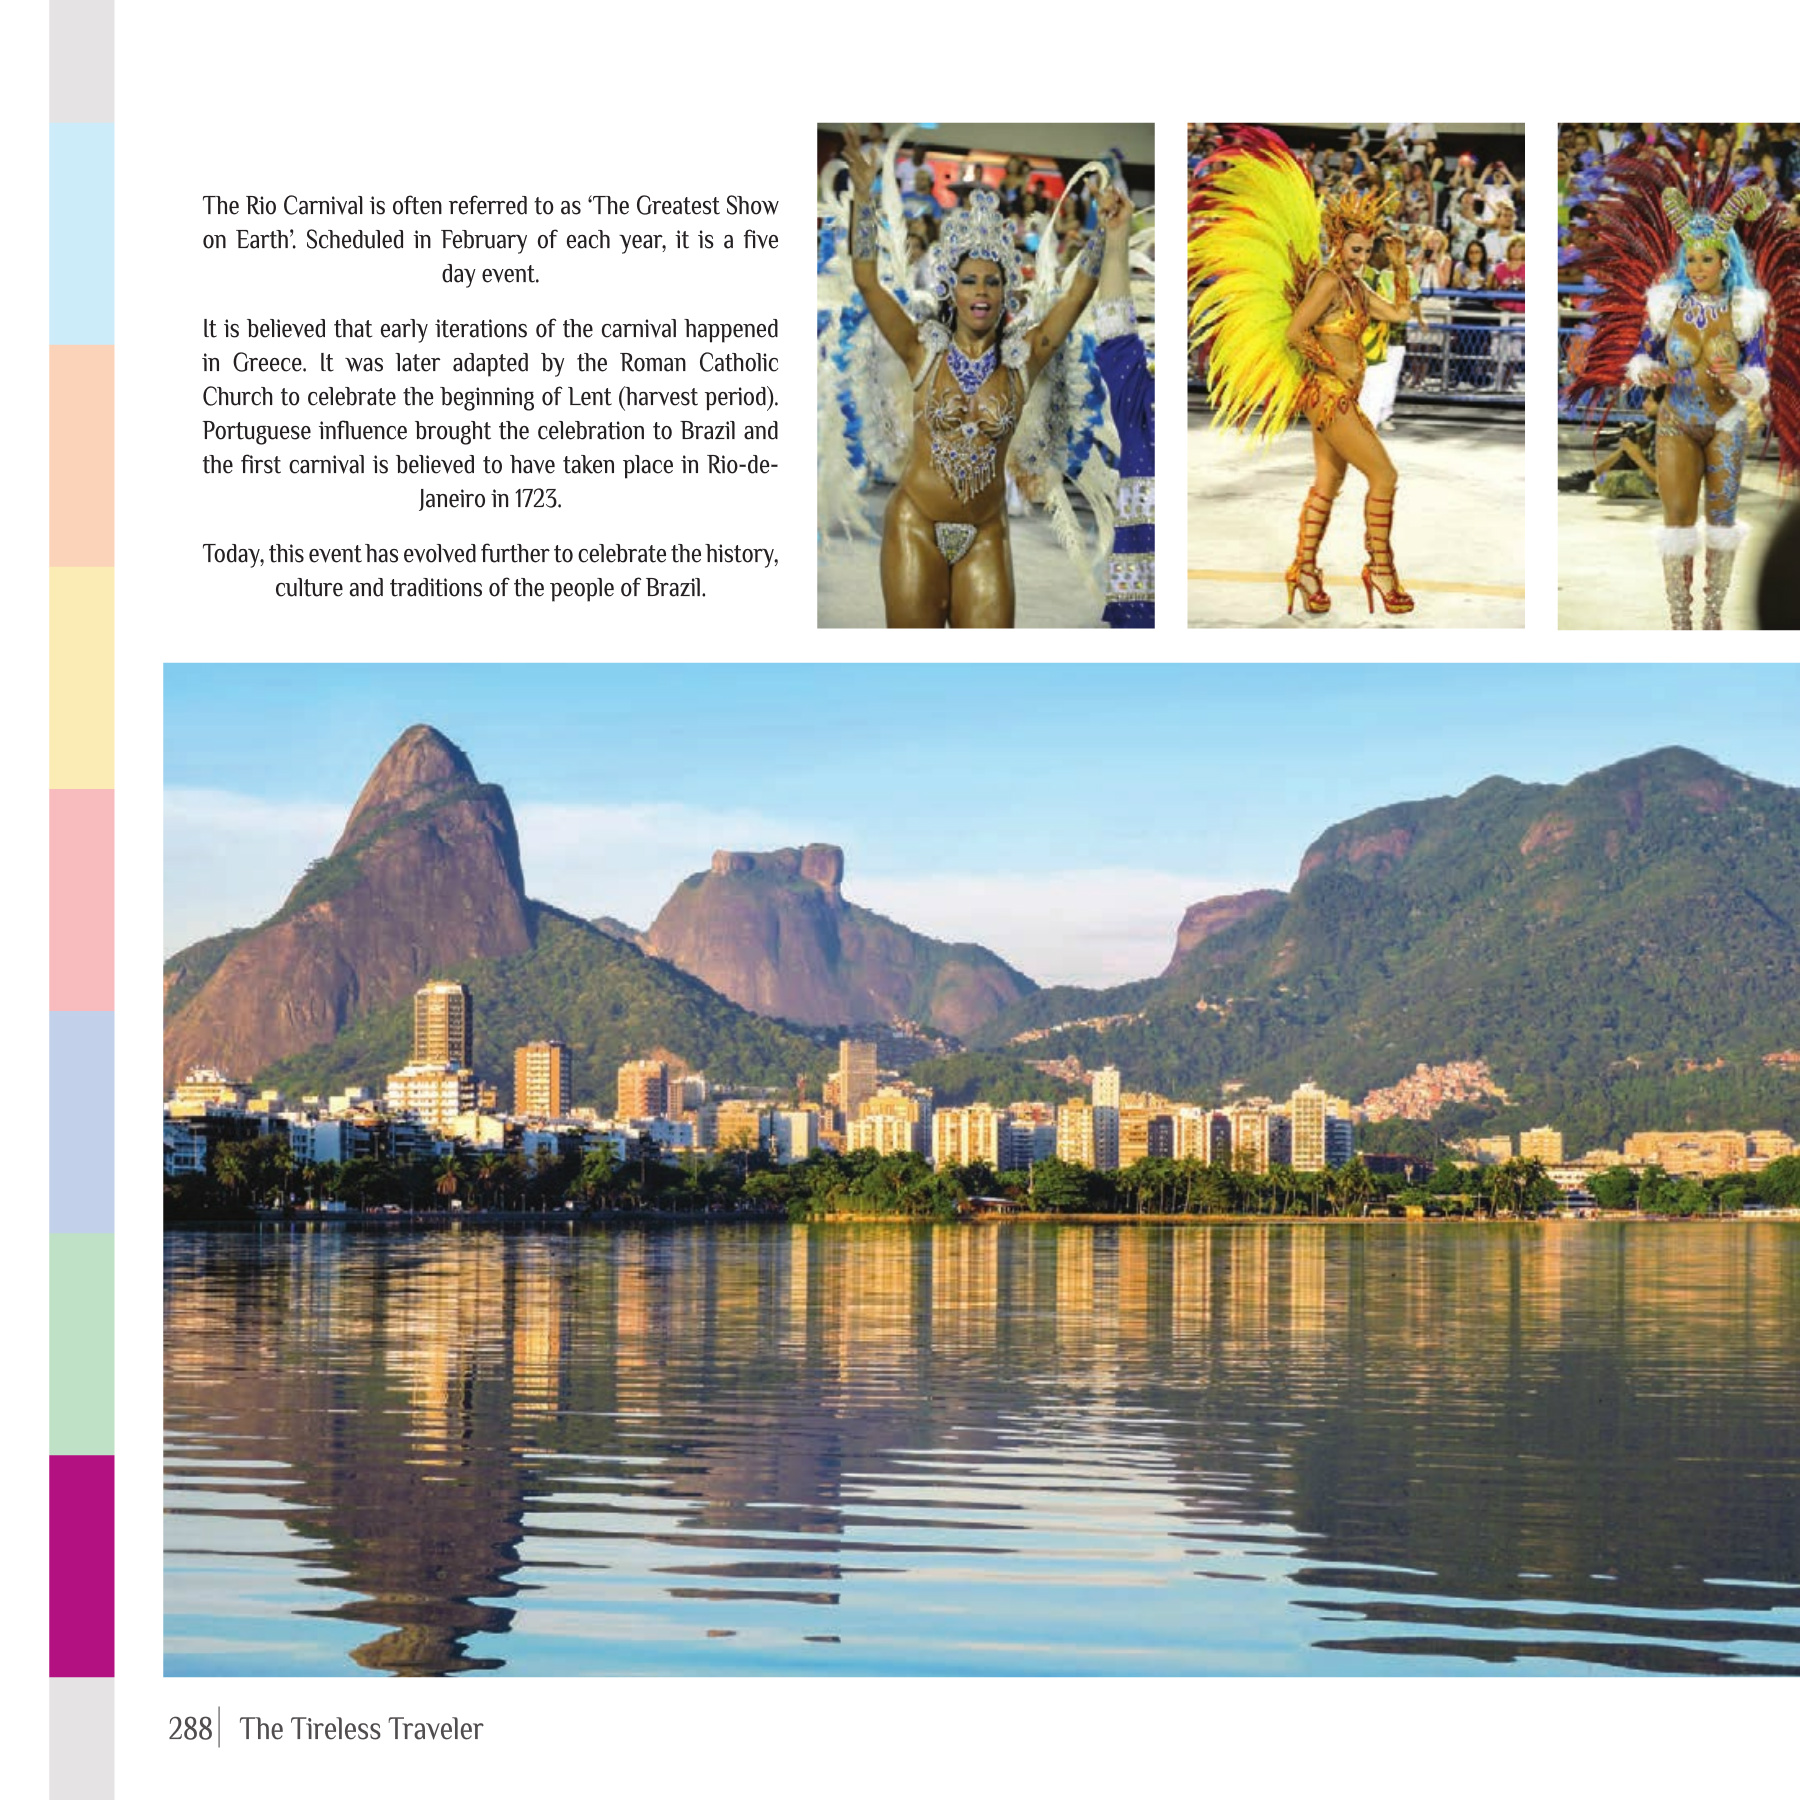 The Rio Carnival is often referred to as ‘The Greatest Show
on Earth’. Scheduled in February of each year, it is a five
day event.
It is believed that early iterations of the carnival happened
in Greece. It was later adapted by the Roman Catholic
Church to celebrate the beginning of Lent (harvest period).
Portuguese influence brought the celebration to Brazil and
the first carnival is believed to have taken place in Rio-de-
Janeiro in 1723.
Today, this event has evolved further to celebrate the history,
culture and traditions of the people of Brazil.
288 The Tireless Traveler